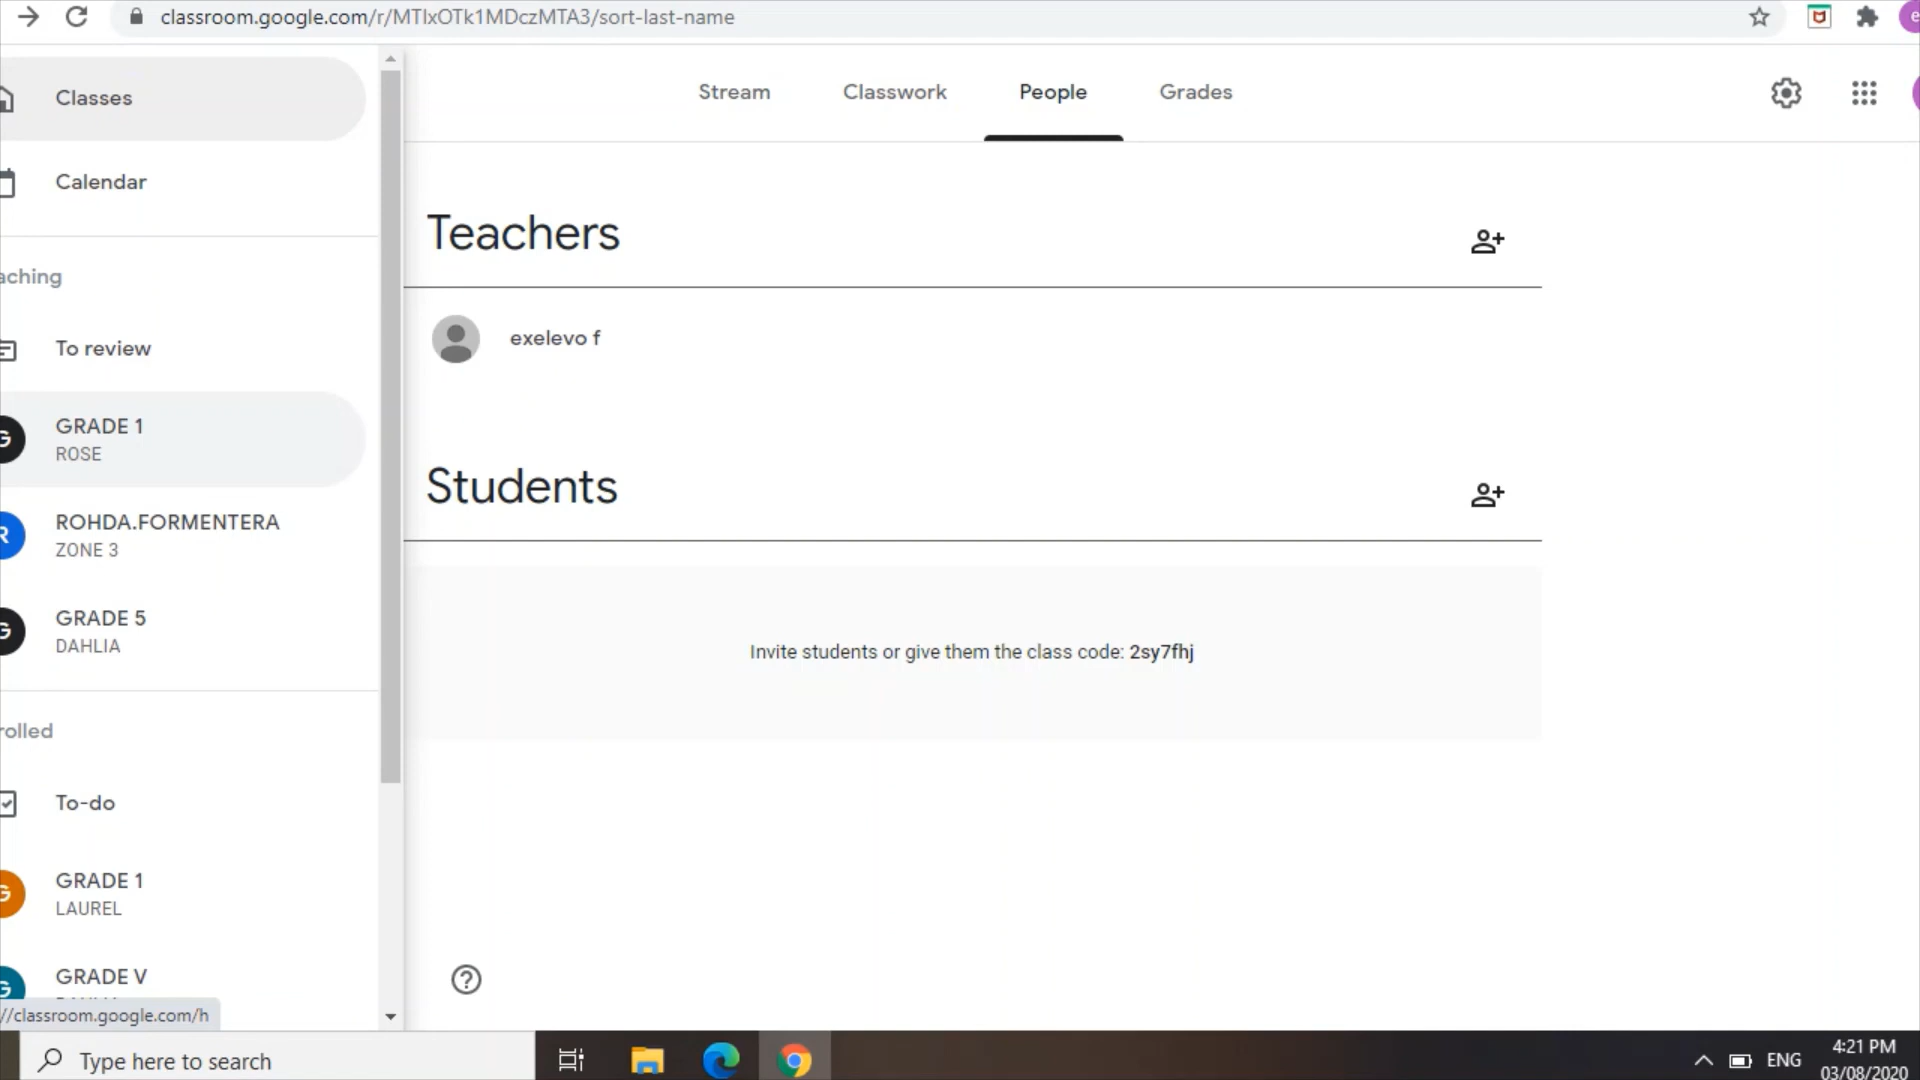 classroom.google.com/r/MTIxOTk1MDczMTA3/sort-last-name
e
Classes
Calendar
aching
To review
G
GRADE 1
ROSE
R
ROHDA.FORMENTERA
ZONE 3
G
GRADE 5
DAHLIA
rolled
To-do
G
GRADE 1
LAUREL
G
GRADE V
//classroom.google.com/h
Stream Classwork People Grades
Teachers
exelevo f
Students
Invite students or give them the class code: 2sy7fhj
Type here to search
ENG
4:21 PM
03/08/2020